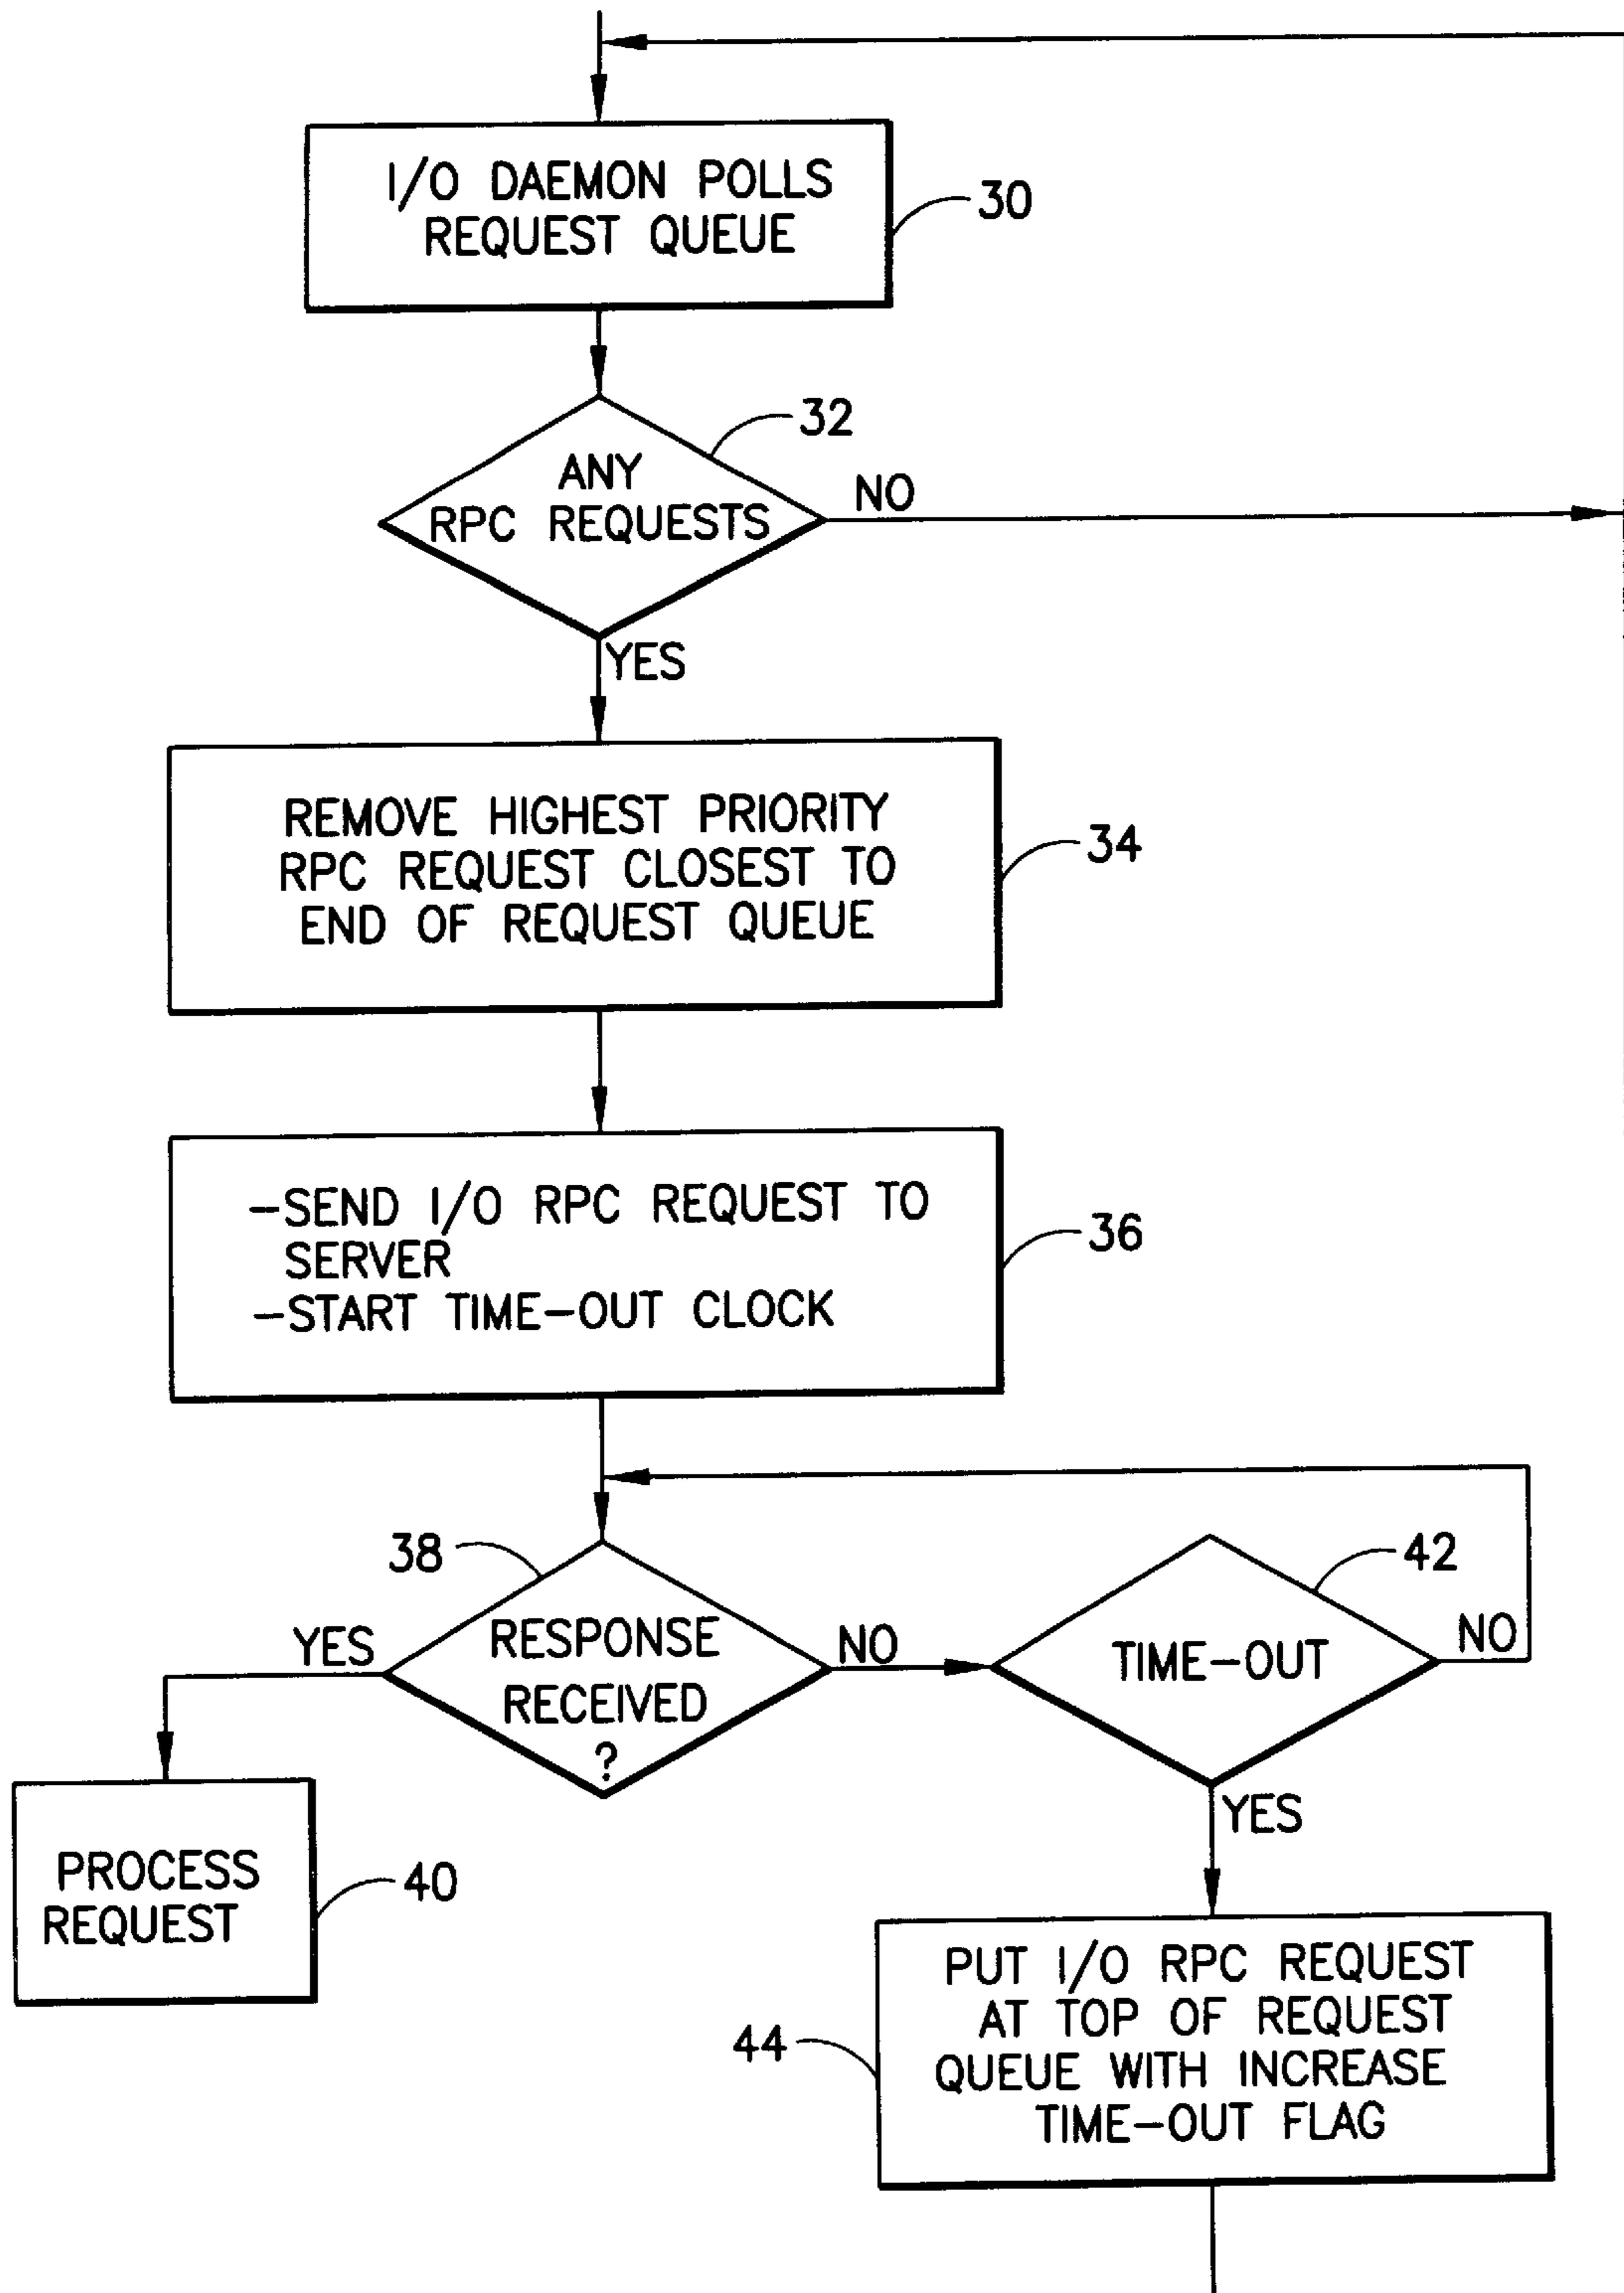 I/O DAEMON POLLS
REQUEST QUEUE
30
32
ANY
RPC REQUESTS
NO
YES
REMOVE HIGHEST PRIORITY
RPC REQUEST CLOSEST TO
END OF REQUEST QUEUE
34
-SEND I/O RPC REQUEST TO
SERVER
-START TIME-OUT CLOCK
36
38
42
YES
RESPONSE
RECEIVED
?
NO
TIME-OUT
NO
YES
PROCESS
REQUEST
40
PUT I/O RPC REQUEST
AT TOP OF REQUEST
QUEUE WITH INCREASE
TIME-OUT FLAG
44